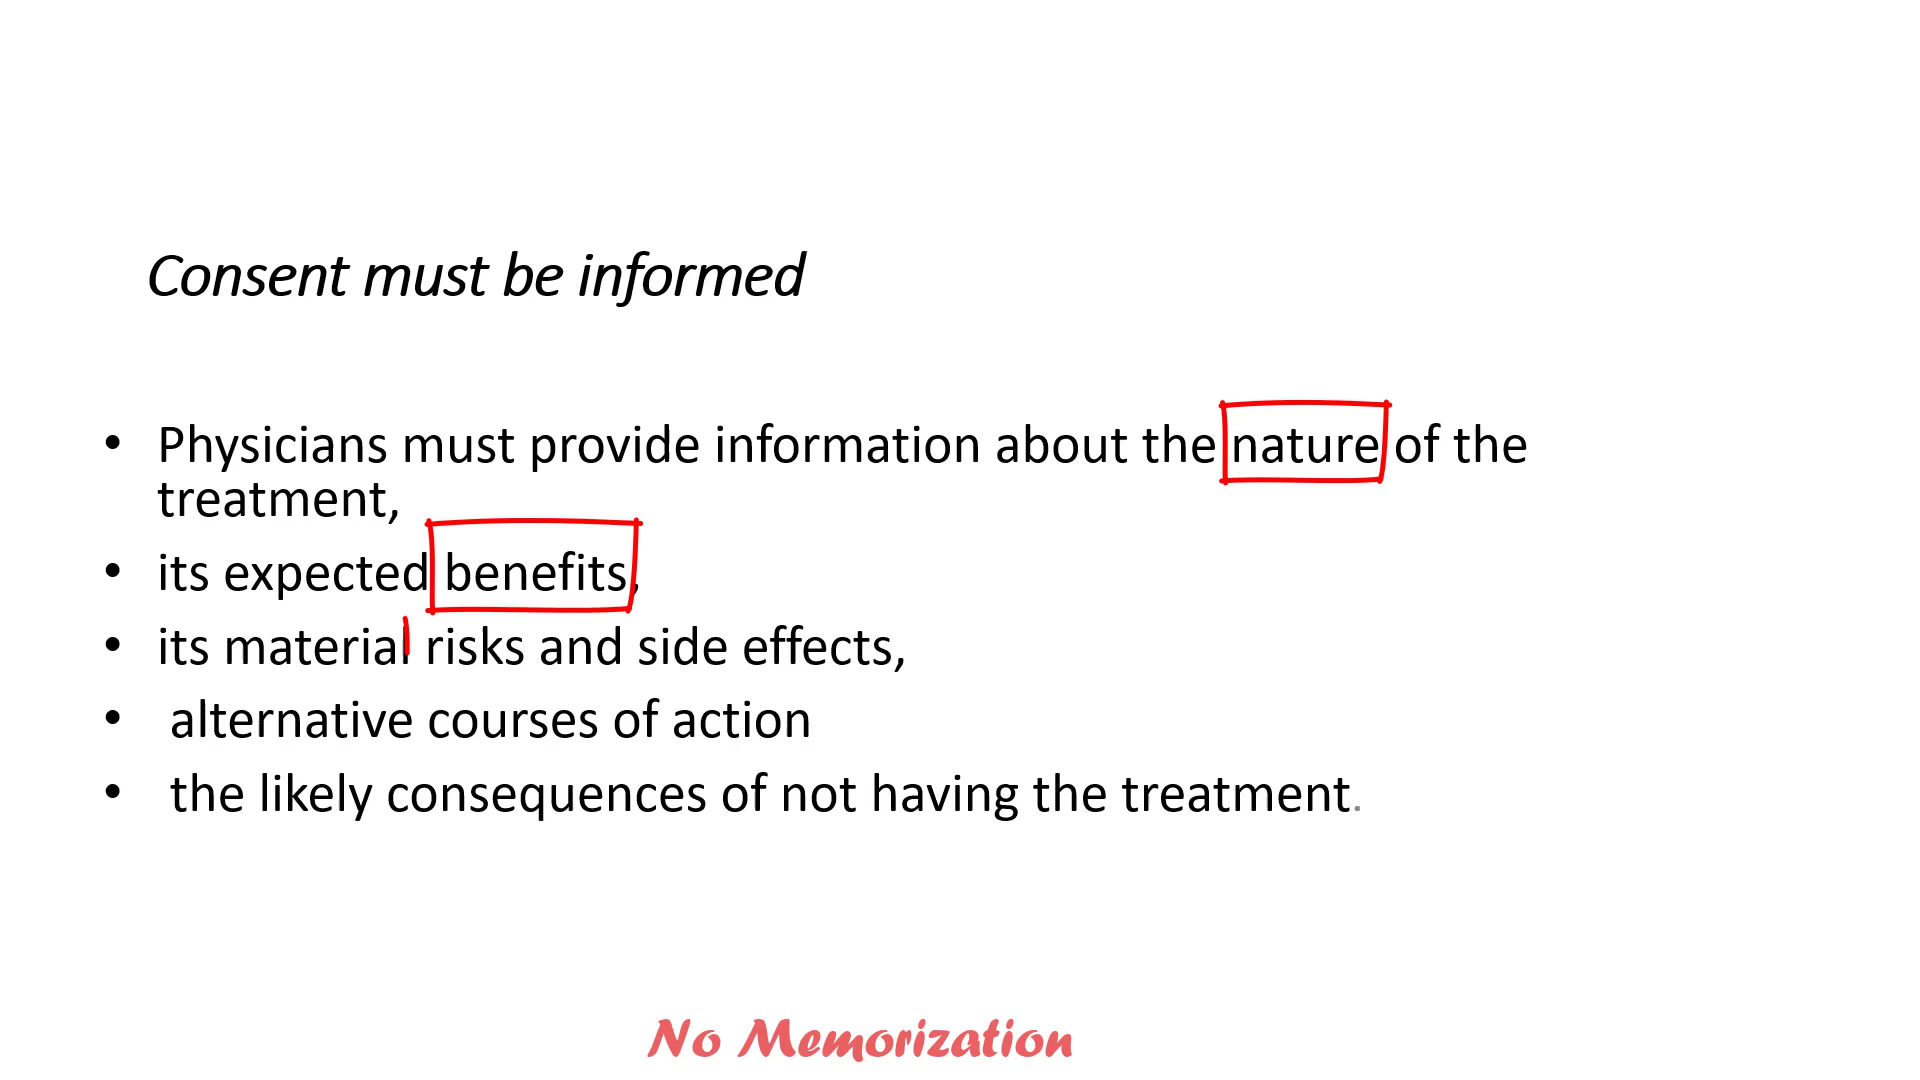 Consent must be informed
• Physicians must provide information about the nature of the
treatment,
• its expected benefits,
• its material risks and side effects,
• alternative courses of action
• the likely consequences of not having the treatment.
No Memorization